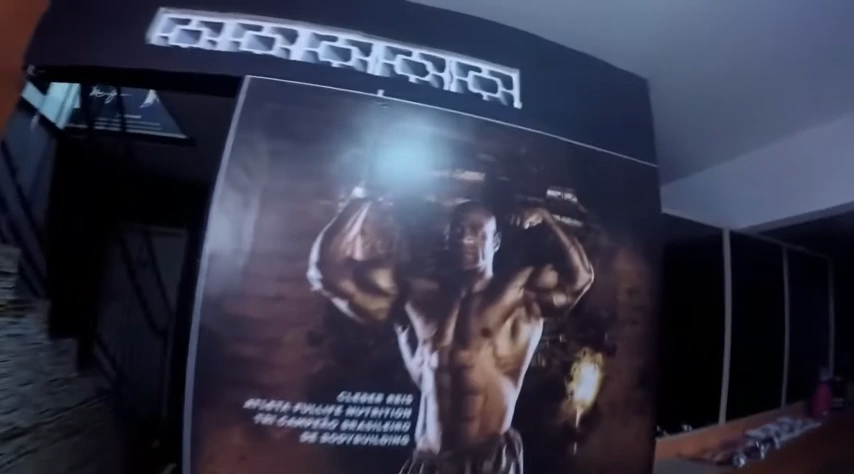 CLEBER REIS
ATLETA FULLIFE NUTRITION
TRI CAMPEÃO BRASILEIRO
DE BODYBUILDING